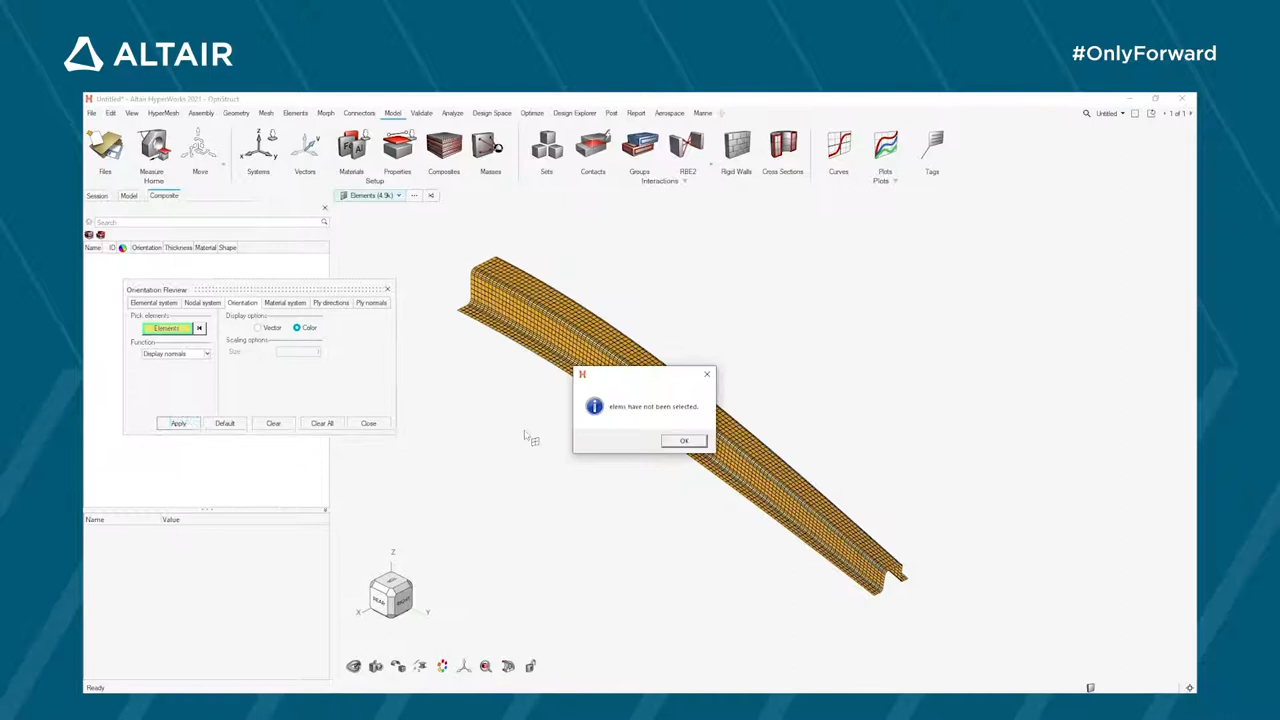 ALTAIR
#OnlyForward
Untitled* - Altair HyperWorks 2021 - OptiStruct
File Edit View HyperMesh Assembly Geometry Mesh Elements Morph Connectors Model Validate Analyze Design Space Optimize Design Explorer Post Report Aerospace Marine
Untitled 1 of 1
Files Measure Move Systems Vectors Materials Properties Composites Masses Sets Contacts Groups RBE2 Rigid Walls Cross Sections Curves Plots Tags
Home Setup Interactions Plots
Session Model Composite
Elements (4.9k)
Search
Name ID Orientation Thickness Material Shape
Orientation Review
Elemental system Nodal system Orientation Material system Ply directions Ply normals
Pick elements Display options
Elements Vector Color
Function Scaling options
Display normals Size:
Apply Default Clear Clear All Close
elems have not been selected.
OK
Name Value
Z
REAR RIGHT
X Y
Ready